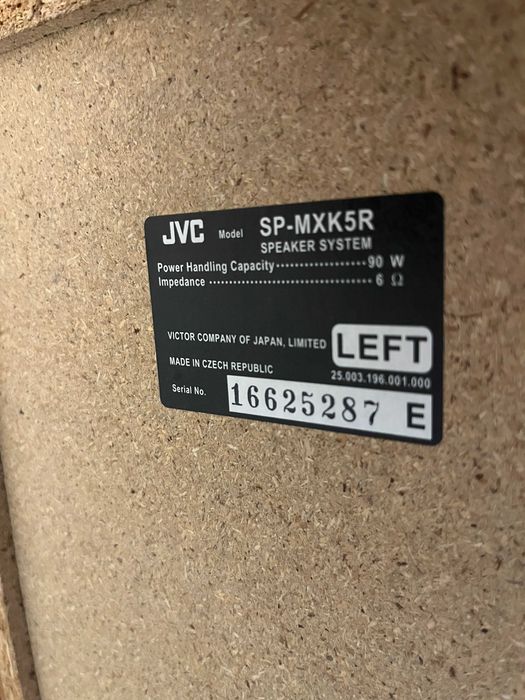 JVC Model SP-MXK5R
SPEAKER SYSTEM
Power Handling Capacity·················90 W
Impedance ································6 Ω
VICTOR COMPANY OF JAPAN, LIMITED LEFT
MADE IN CZECH REPUBLIC 25.003.196.001.000
Serial No. 16625287 E